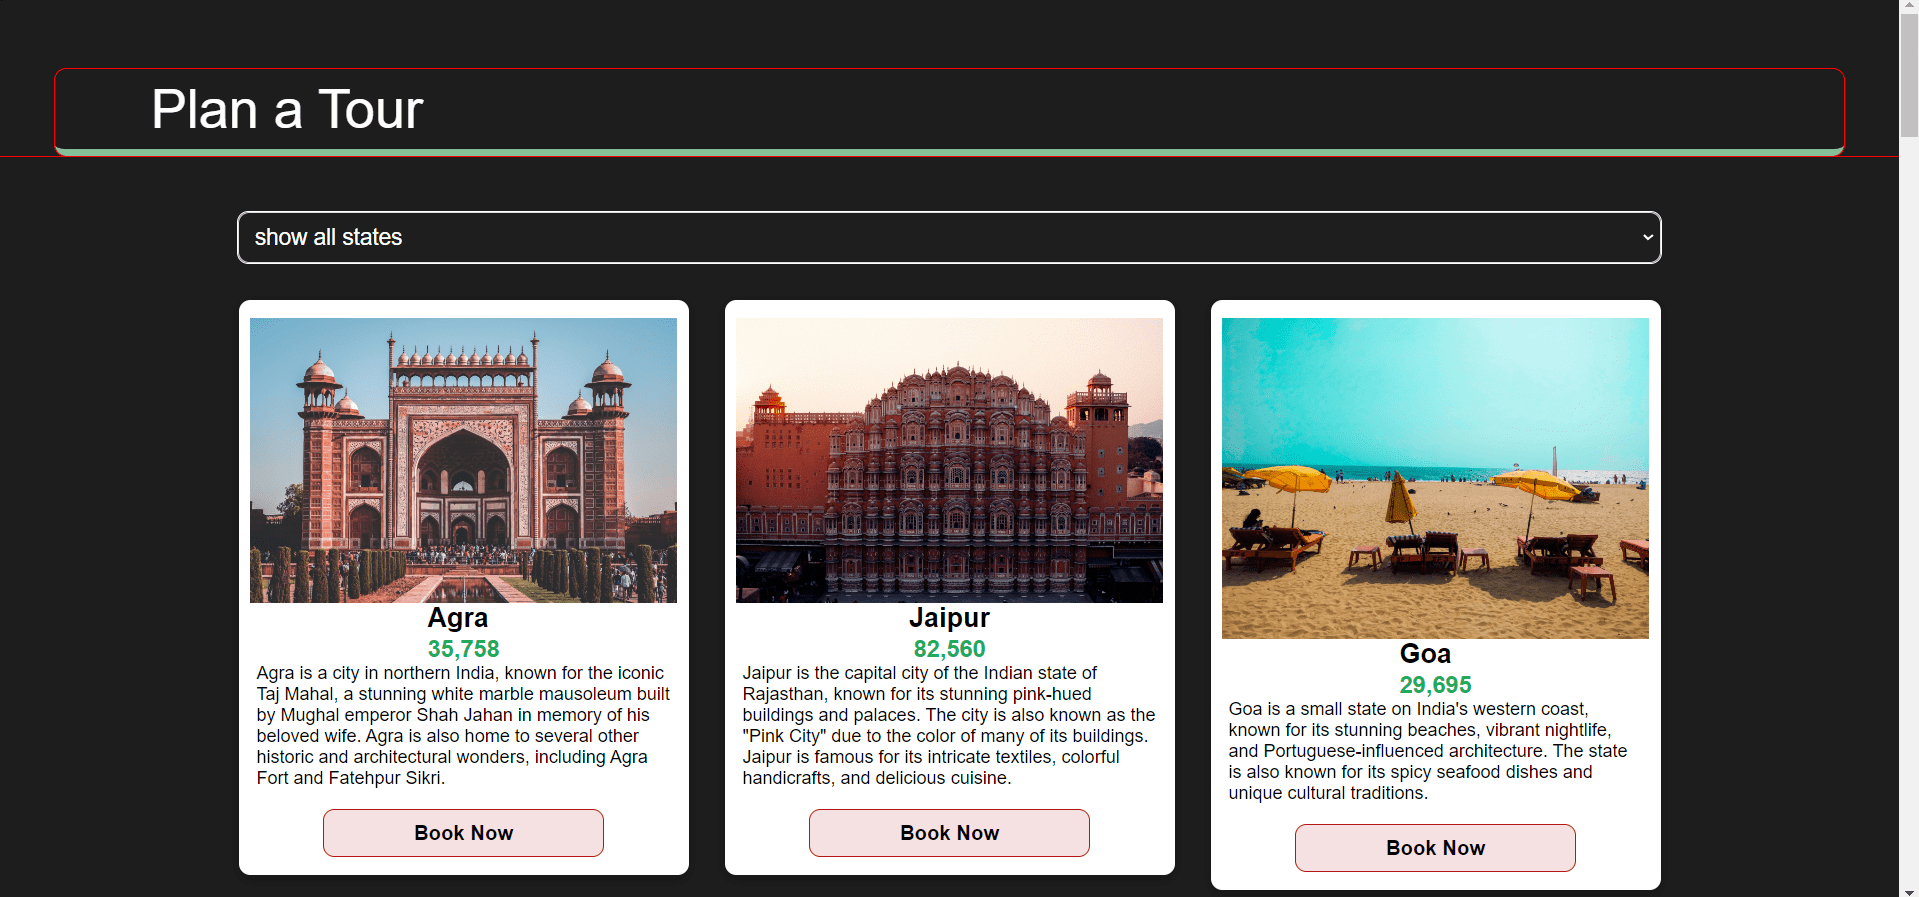 Plan a Tour
show all states
Agra
35,758
Agra is a city in northern India, known for the iconic
Taj Mahal, a stunning white marble mausoleum built
by Mughal emperor Shah Jahan in memory of his
beloved wife. Agra is also home to several other
historic and architectural wonders, including Agra
Fort and Fatehpur Sikri.
Book Now
Jaipur
82,560
Jaipur is the capital city of the Indian state of
Rajasthan, known for its stunning pink-hued
buildings and palaces. The city is also known as the
"Pink City" due to the color of many of its buildings.
Jaipur is famous for its intricate textiles, colorful
handicrafts, and delicious cuisine.
Book Now
Goa
29,695
Goa is a small state on India's western coast,
known for its stunning beaches, vibrant nightlife,
and Portuguese-influenced architecture. The state
is also known for its spicy seafood dishes and
unique cultural traditions.
Book Now